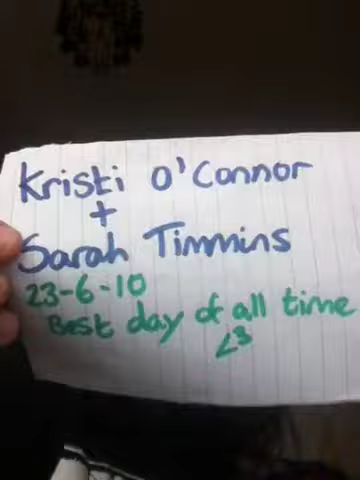 Kristi O'Connor
+
Sarah Timmins
23-6-10
Best day of all time
<3